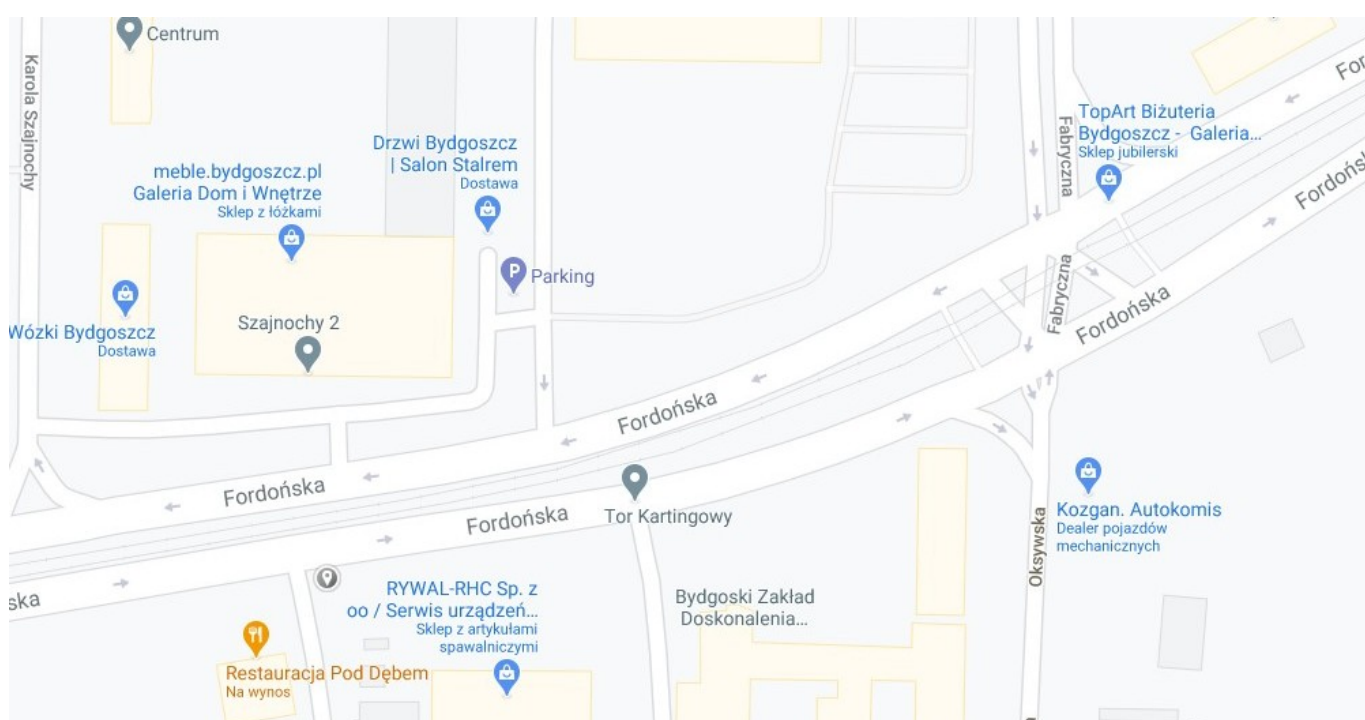 Centrum
Karola Szajnochy
meble.bydgoszcz.pl
Galeria Dom i Wnętrze
Sklep z łóżkami
Drzwi Bydgoszcz
| Salon Stalrem
Dostawa
P Parking
Wózki Bydgoszcz
Dostawa
Szajnochy 2
TopArt Biżuteria
Bydgoszcz - Galeria...
Sklep jubilerski
Fabryczna
Fabryczna
Fabryczna
For
Fordońs
Fordońska
Fordońska
Fordońska
Fordońska
ska
Tor Kartingowy
Kozgan. Autokomis
Dealer pojazdów
mechanicznych
Oksywska
RYWAL-RHC Sp. z
oo / Serwis urządzeń...
Sklep z artykułami
spawalniczymi
Bydgoski Zakład
Doskonalenia...
Restauracja Pod Dębem
Na wynos